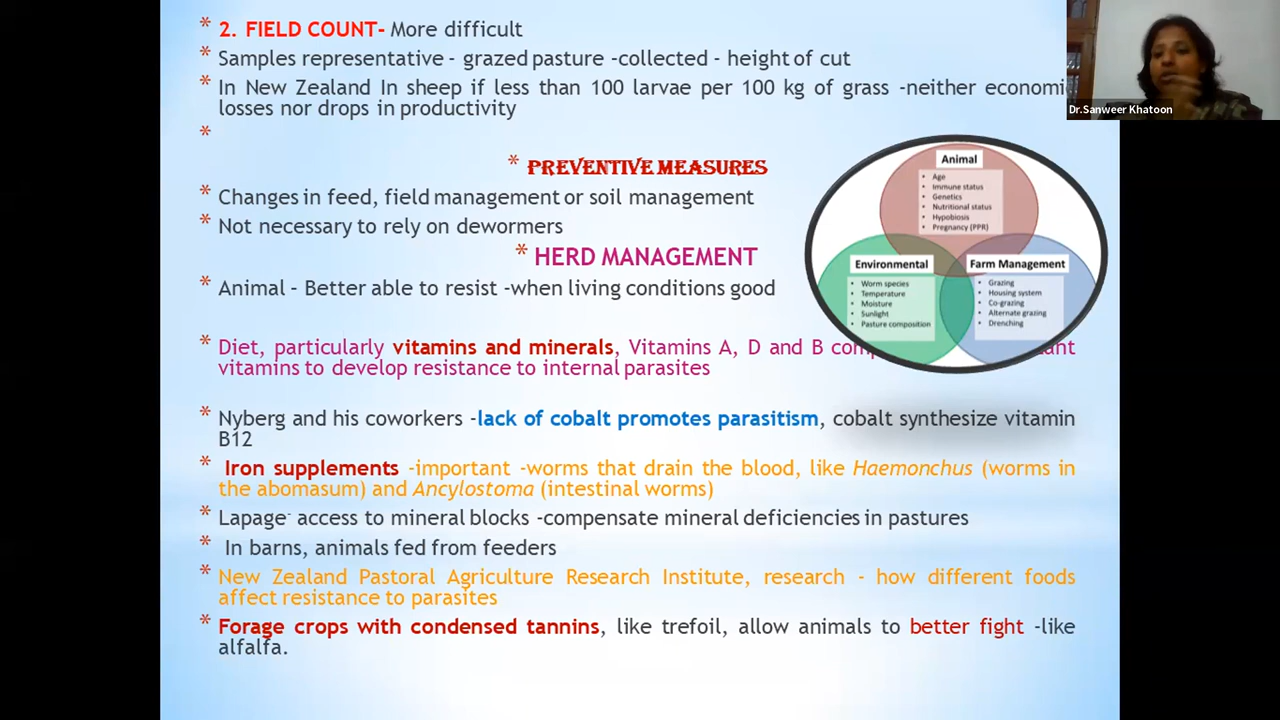 * 2. FIELD COUNT- More difficult
* Samples representative - grazed pasture -collected - height of cut
* In New Zealand In sheep if less than 100 larvae per 100 kg of grass -neither economic
losses nor drops in productivity
*
Dr.Sanweer Khatoon
* PREVENTIVE MEASURES
* Changes in feed, field management or soil management
* Not necessary to rely on dewormers
* HERD MANAGEMENT
* Animal - Better able to resist -when living conditions good
Animal
• Age
• Immune status
• Genetics
• Nutritional status
• Hypobiosis
• Pregnancy (PPR)
Environmental
• Worm species
• Temperature
• Moisture
• Sunlight
• Pasture composition
Farm Management
• Grazing
• Housing system
• Co-grazing
• Alternate grazing
• Drenching
* Diet, particularly vitamins and minerals, Vitamins A, D and B
vitamins to develop resistance to internal parasites
* Nyberg and his coworkers -lack of cobalt promotes parasitism, cobalt synthesize vitamin
B12
* Iron supplements -important -worms that drain the blood, like Haemonchus (worms in
the abomasum) and Ancylostoma (intestinal worms)
* Lapage- access to mineral blocks -compensate mineral deficiencies in pastures
* In barns, animals fed from feeders
* New Zealand Pastoral Agriculture Research Institute, research - how different foods
affect resistance to parasites
* Forage crops with condensed tannins, like trefoil, allow animals to better fight -like
alfalfa.